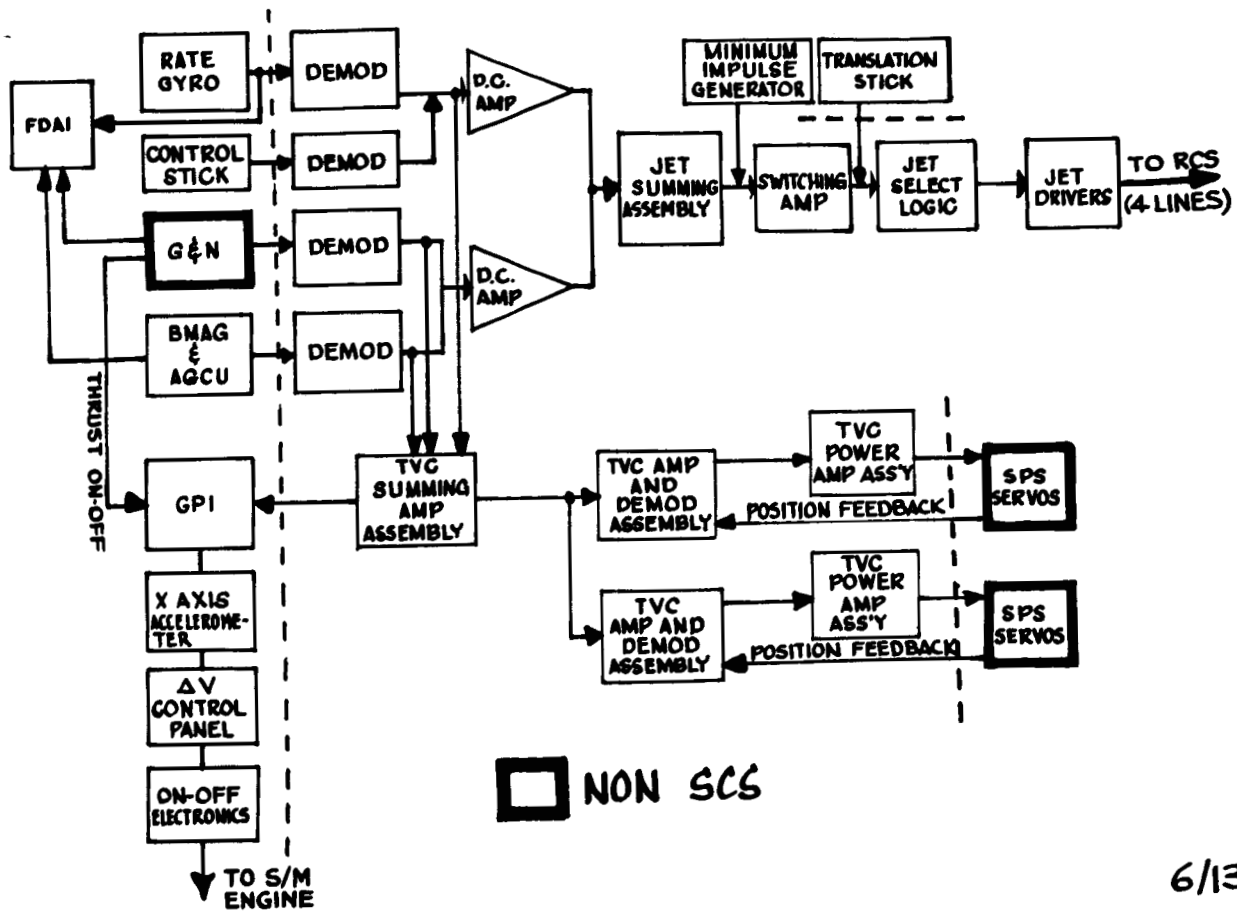 RATE
GYRO
DEMOD
D.C.
AMP
MINIMUM
IMPULSE
GENERATOR
TRANSLATION
STICK
FDAI
CONTROL
STICK
DEMOD
JET
SUMMING
ASSEMBLY
SWITCHING
AMP
JET
SELECT
LOGIC
JET
DRIVERS
TO RCS
(4 LINES)
G&N
DEMOD
D.C.
AMP
BMAG
&
AGCU
DEMOD
THRUST ON-OFF
GPI
TVC
SUMMING
AMP
ASSEMBLY
TVC AMP
AND
DEMOD
ASSEMBLY
TVC
POWER
AMP ASS'Y
SPS
SERVOS
POSITION FEEDBACK
X AXIS
ACCELEROME-
TER
TVC
AMP AND
DEMOD
ASSEMBLY
TVC
POWER
AMP
ASS'Y
SPS
SERVOS
POSITION FEEDBACK
ΔV
CONTROL
PANEL
ON-OFF
ELECTRONICS
TO S/M
ENGINE
NON SCS
6/13